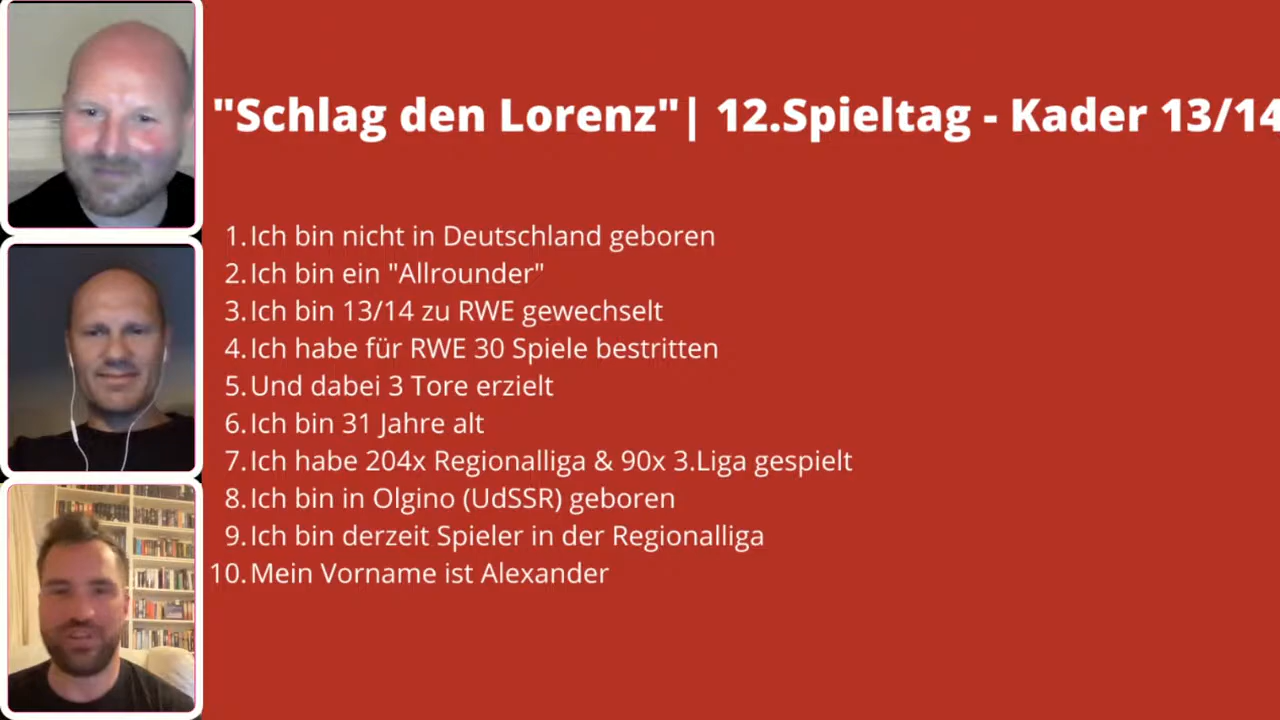 "Schlag den Lorenz"| 12.Spieltag - Kader 13/14
1. Ich bin nicht in Deutschland geboren
2. Ich bin ein "Allrounder"
3. Ich bin 13/14 zu RWE gewechselt
4. Ich habe für RWE 30 Spiele bestritten
5. Und dabei 3 Tore erzielt
6. Ich bin 31 Jahre alt
7. Ich habe 204x Regionalliga & 90x 3.Liga gespielt
8. Ich bin in Olgino (UdSSR) geboren
9. Ich bin derzeit Spieler in der Regionalliga
10. Mein Vorname ist Alexander